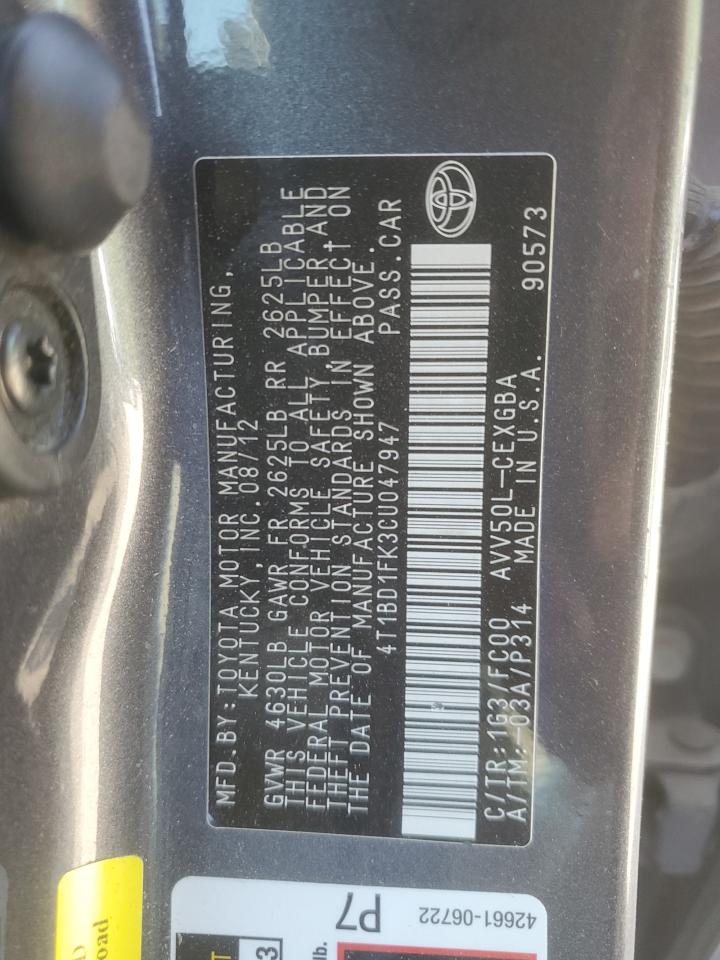 MFD. BY:TOYOTA MOTOR MANUFACTURING,
KENTUCKY, INC. 08/12
GVWR 4630LB GAWR FR 2625LB RR 2625LB
THIS VEHICLE CONFORMS TO ALL APPLICABLE
FEDERAL MOTOR VEHICLE SAFETY, BUMPER, AND
THEFT PREVENTION STANDARDS IN EFFECT ON
THE DATE OF MANUFACTURE SHOWN ABOVE.
4T1BD1FK3CU047947 PASS.CAR
C/TR:1G3/FC00 AVV50L-CEXGBA
A/TM:-03A/P314 MADE IN U.S.A. 90573
42661-06722
P7
lb.
3
oad